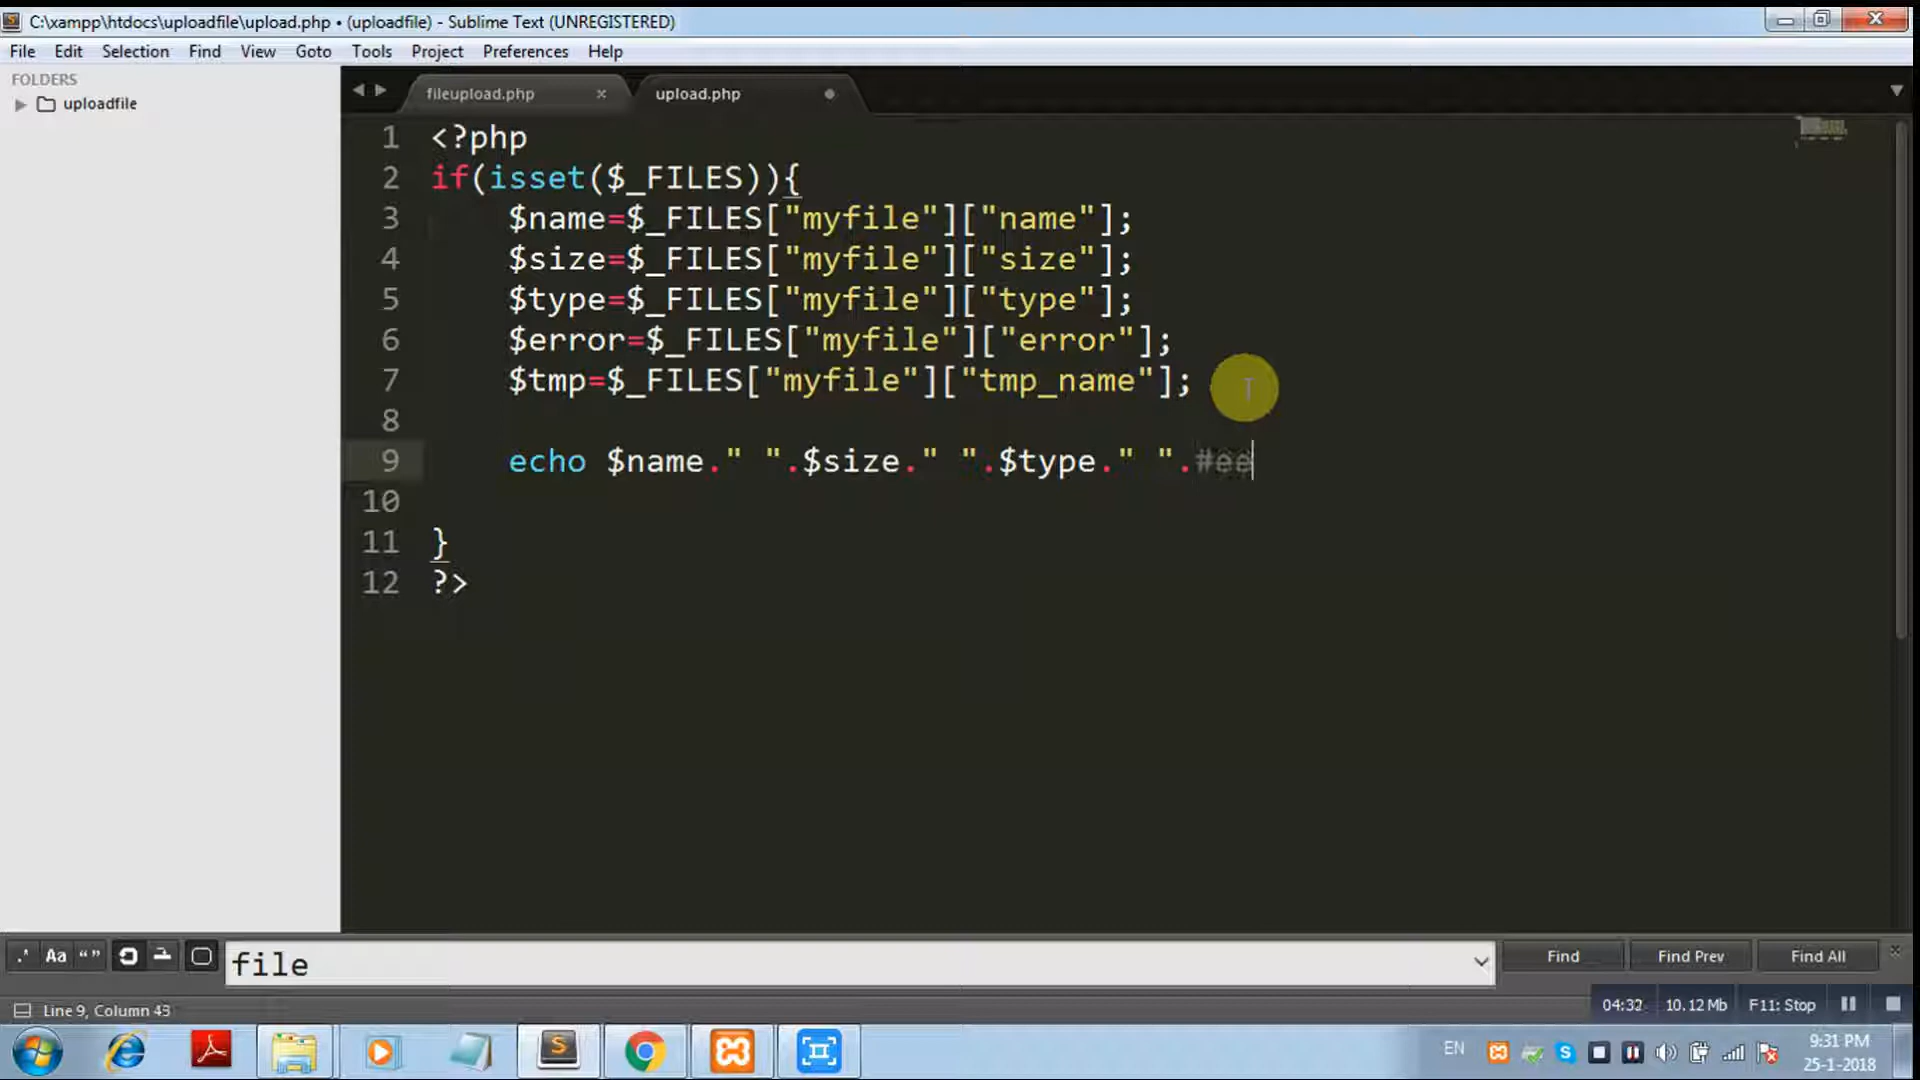 C:\xampp\htdocs\uploadfile\upload.php • (uploadfile) - Sublime Text (UNREGISTERED)
File Edit Selection Find View Goto Tools Project Preferences Help
FOLDERS
uploadfile
fileupload.php × upload.php
1 <?php
2 if(isset($_FILES)){
3 $name=$_FILES["myfile"]["name"];
4 $size=$_FILES["myfile"]["size"];
5 $type=$_FILES["myfile"]["type"];
6 $error=$_FILES["myfile"]["error"];
7 $tmp=$_FILES["myfile"]["tmp_name"];
8
9 echo $name." ".$size." ".$type." ".#ee
10
11 }
12 ?>
.* Aa “” file Find Find Prev Find All
Line 9, Column 43
04:32 10.12 Mb F11: Stop
EN 9:31 PM
25-1-2018